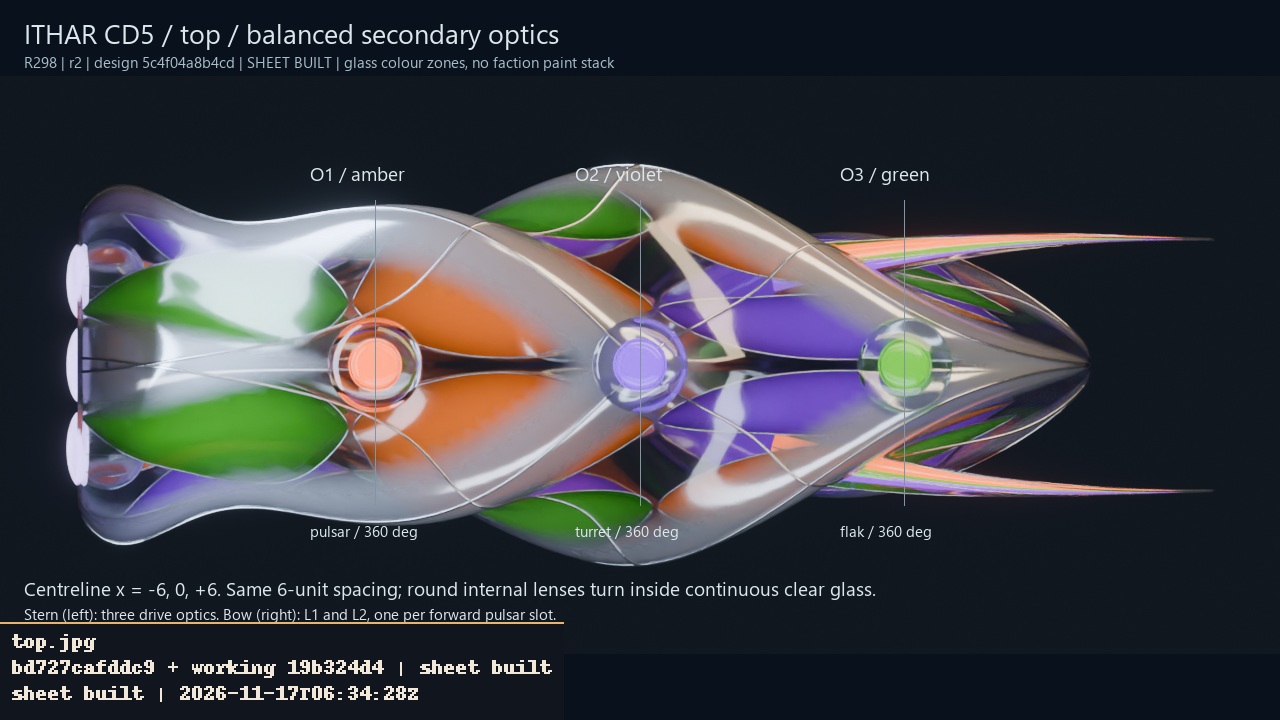 ITHAR CD5 / top / balanced secondary optics
R298 | r2 | design 5c4f04a8b4cd | SHEET BUILT | glass colour zones, no faction paint stack
O1 / amber
O2 / violet
O3 / green
pulsar / 360 deg
turret / 360 deg
flak / 360 deg
Centreline x = -6, 0, +6. Same 6-unit spacing; round internal lenses turn inside continuous clear glass.
Stern (left): three drive optics. Bow (right): L1 and L2, one per forward pulsar slot.
top.jpg
bd727cafddc9 + working 19b324d4 | sheet built
sheet built | 2026-11-17T06:34:28Z